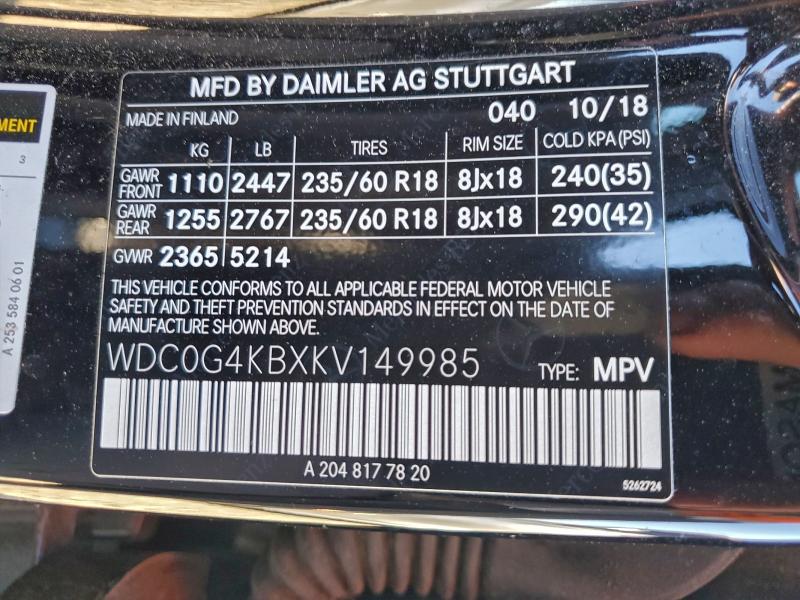 MFD BY DAIMLER AG STUTTGART
MADE IN FINLAND 040 10/18
KG LB TIRES RIM SIZE COLD KPA(PSI)
GAWR FRONT 1110 2447 235/60 R18 8Jx18 240(35)
GAWR REAR 1255 2767 235/60 R18 8Jx18 290(42)
GVWR 2365 5214
THIS VEHICLE CONFORMS TO ALL APPLICABLE FEDERAL MOTOR VEHICLE
SAFETY AND THEFT PREVENTION STANDARDS IN EFFECT ON THE DATE OF
MANUFACTURE SHOWN ABOVE.
WDC0G4KBXKV149985 TYPE: MPV
A 204 817 78 20
5262724
3
A 253 584 06 01